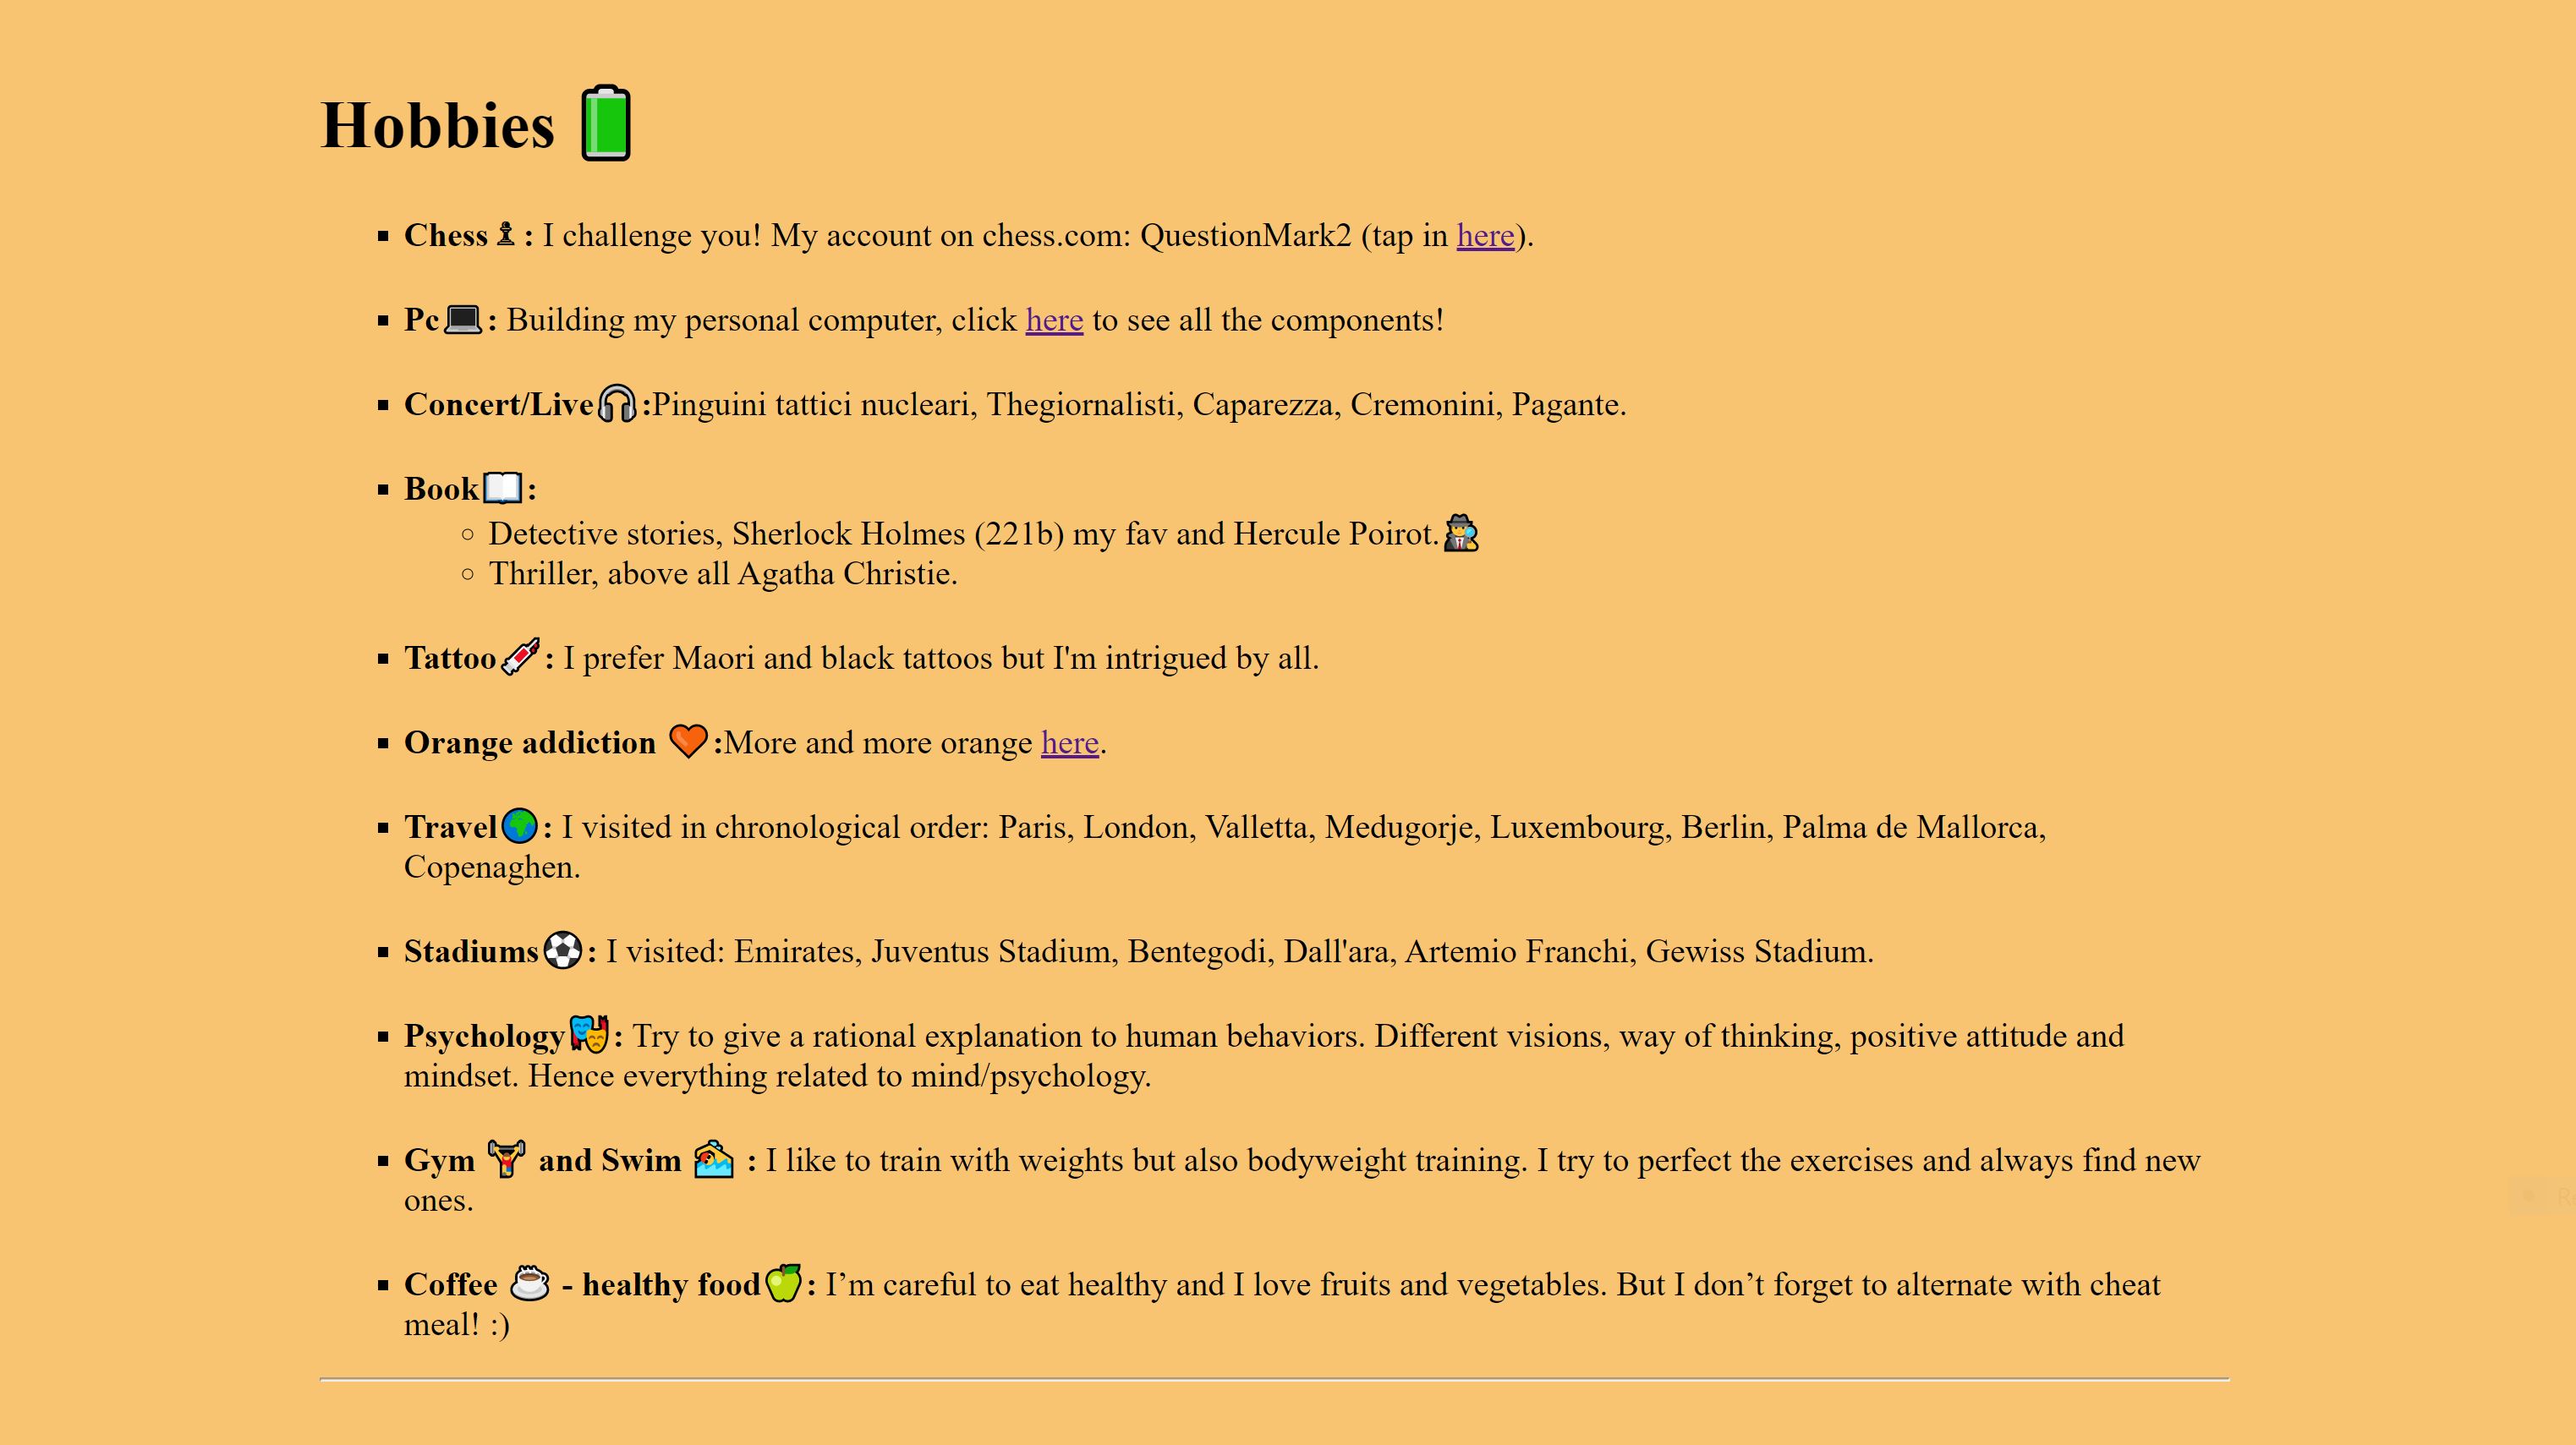 Hobbies 🔋
▪ Chess♟: I challenge you! My account on chess.com: QuestionMark2 (tap in here).
▪ Pc💻: Building my personal computer, click here to see all the components!
▪ Concert/Live🎧:Pinguini tattici nucleari, Thegiornalisti, Caparezza, Cremonini, Pagante.
▪ Book📖:
◦ Detective stories, Sherlock Holmes (221b) my fav and Hercule Poirot.🕵
◦ Thriller, above all Agatha Christie.
▪ Tattoo💉: I prefer Maori and black tattoos but I'm intrigued by all.
▪ Orange addiction 🧡:More and more orange here.
▪ Travel🌍: I visited in chronological order: Paris, London, Valletta, Medugorje, Luxembourg, Berlin, Palma de Mallorca,
Copenaghen.
▪ Stadiums⚽: I visited: Emirates, Juventus Stadium, Bentegodi, Dall'ara, Artemio Franchi, Gewiss Stadium.
▪ Psychology🎭: Try to give a rational explanation to human behaviors. Different visions, way of thinking, positive attitude and
mindset. Hence everything related to mind/psychology.
▪ Gym 🏋 and Swim 🏊 : I like to train with weights but also bodyweight training. I try to perfect the exercises and always find new
ones.
▪ Coffee ☕ - healthy food🍏: I’m careful to eat healthy and I love fruits and vegetables. But I don’t forget to alternate with cheat
meal! :)